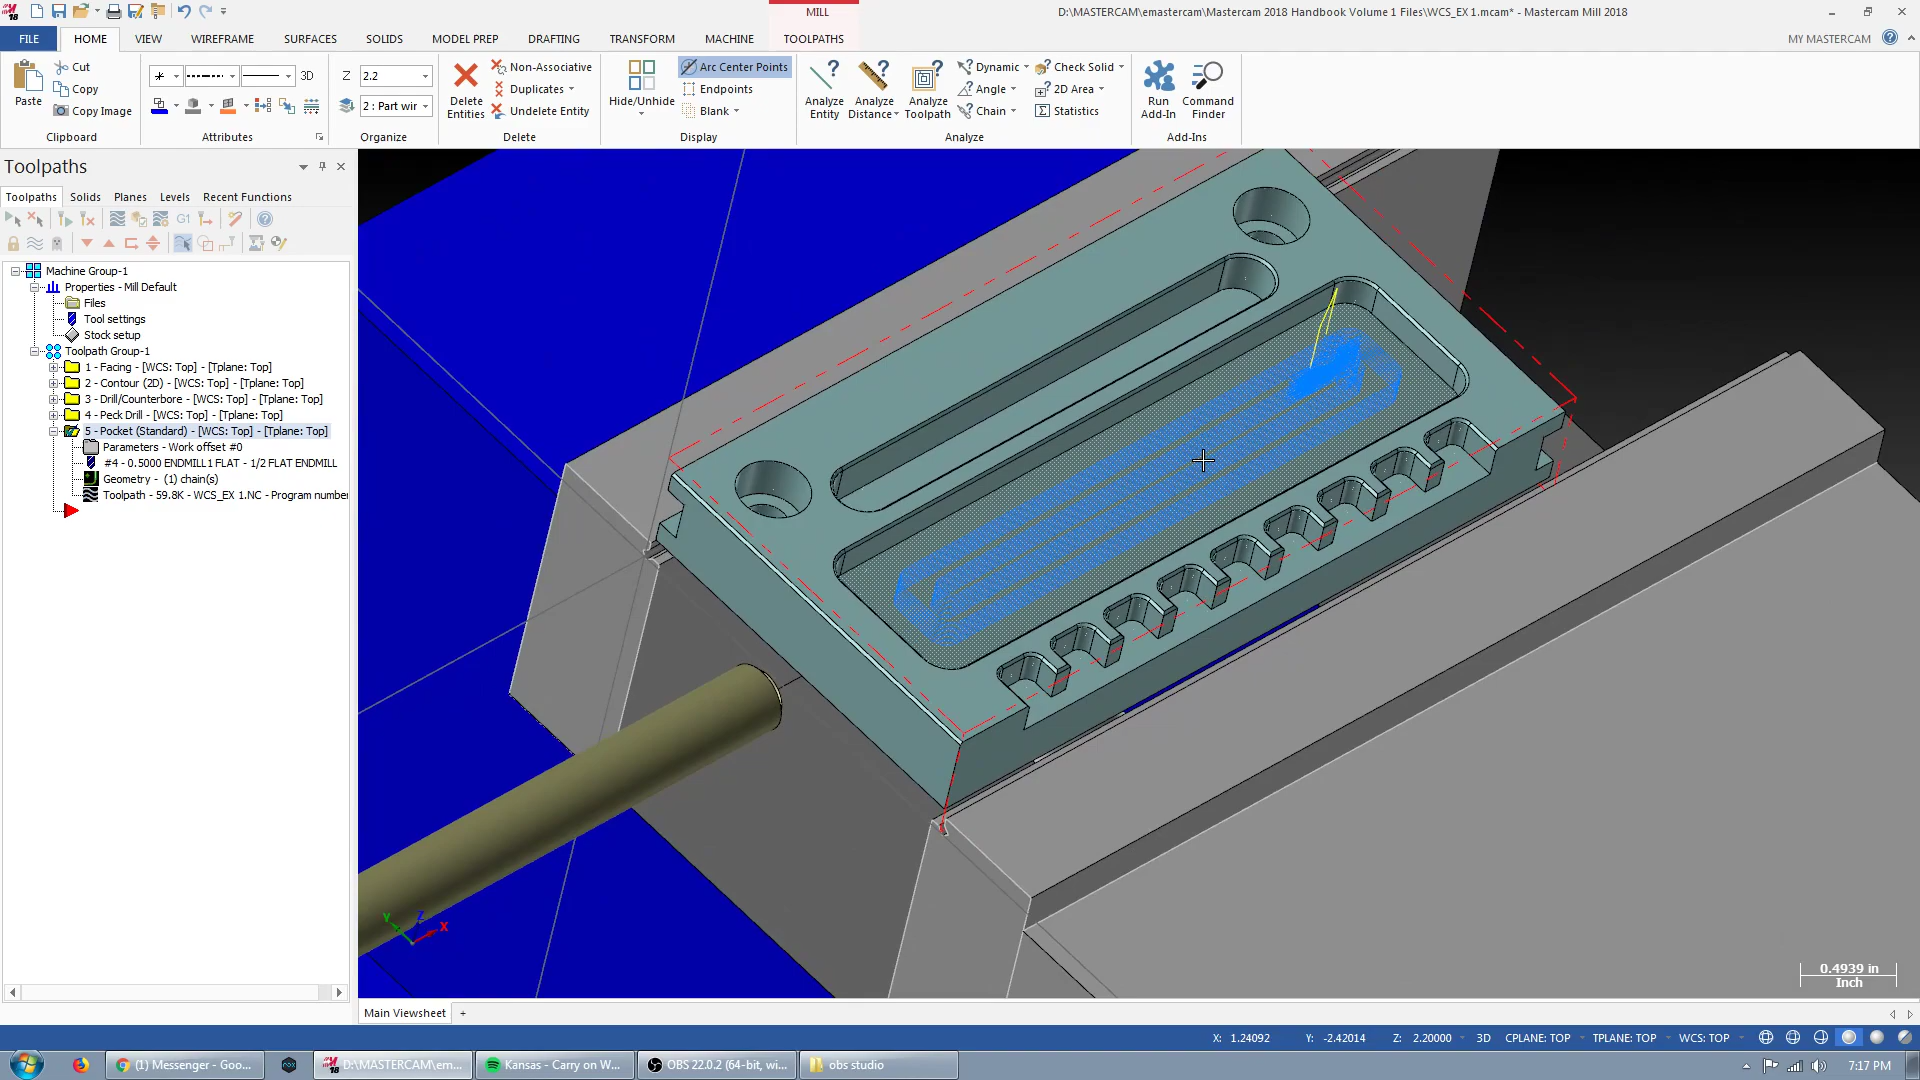 18
MILL
D:\MASTERCAM\emastercam\Mastercam 2018 Handbook Volume 1 Files\WCS_EX 1.mcam* - Mastercam Mill 2018
FILE HOME VIEW WIREFRAME SURFACES SOLIDS MODEL PREP DRAFTING TRANSFORM MACHINE TOOLPATHS MY MASTERCAM
Paste
Cut
Copy
Copy Image
Clipboard
3D
Attributes
Z 2.2
2 : Part wir
Organize
Delete Entities
Non-Associative
Duplicates
Undelete Entity
Delete
Hide/Unhide
Arc Center Points
Endpoints
Blank
Display
Analyze Entity
Analyze Distance
Analyze Toolpath
Dynamic
Angle
Chain
Check Solid
2D Area
Statistics
Analyze
Run Add-In
Command Finder
Add-Ins
Toolpaths
Toolpaths Solids Planes Levels Recent Functions
G1
Machine Group-1
Properties - Mill Default
Files
Tool settings
Stock setup
Toolpath Group-1
1 - Facing - [WCS: Top] - [Tplane: Top]
2 - Contour (2D) - [WCS: Top] - [Tplane: Top]
3 - Drill/Counterbore - [WCS: Top] - [Tplane: Top]
4 - Peck Drill - [WCS: Top] - [Tplane: Top]
5 - Pocket (Standard) - [WCS: Top] - [Tplane: Top]
Parameters - Work offset #0
#4 - 0.5000 ENDMILL1 FLAT - 1/2 FLAT ENDMILL
Geometry - (1) chain(s)
Toolpath - 59.8K - WCS_EX 1.NC - Program number
Y Z X
0.4939 in
Inch
Main Viewsheet +
X: 1.24092 Y: -2.42014 Z: 2.20000 3D CPLANE: TOP TPLANE: TOP WCS: TOP
(1) Messenger - Goo...
D:\MASTERCAM\em...
Kansas - Carry on W...
OBS 22.0.2 (64-bit, wi...
obs studio
7:17 PM